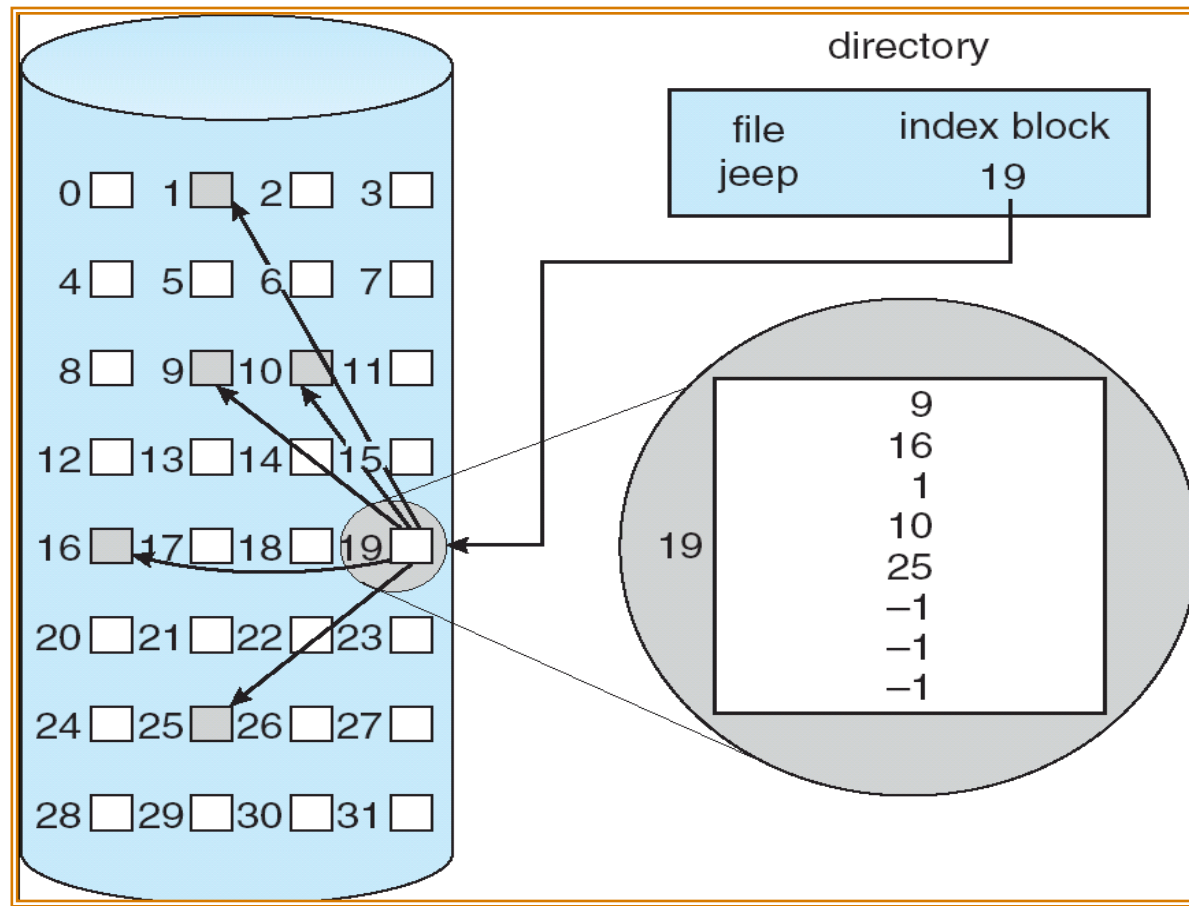 directory
file index block
jeep 19
0 1 2 3
4 5 6 7
8 9 10 11
12 13 14 15
16 17 18 19
20 21 22 23
24 25 26 27
28 29 30 31
19
9
16
1
10
25
–1
–1
–1